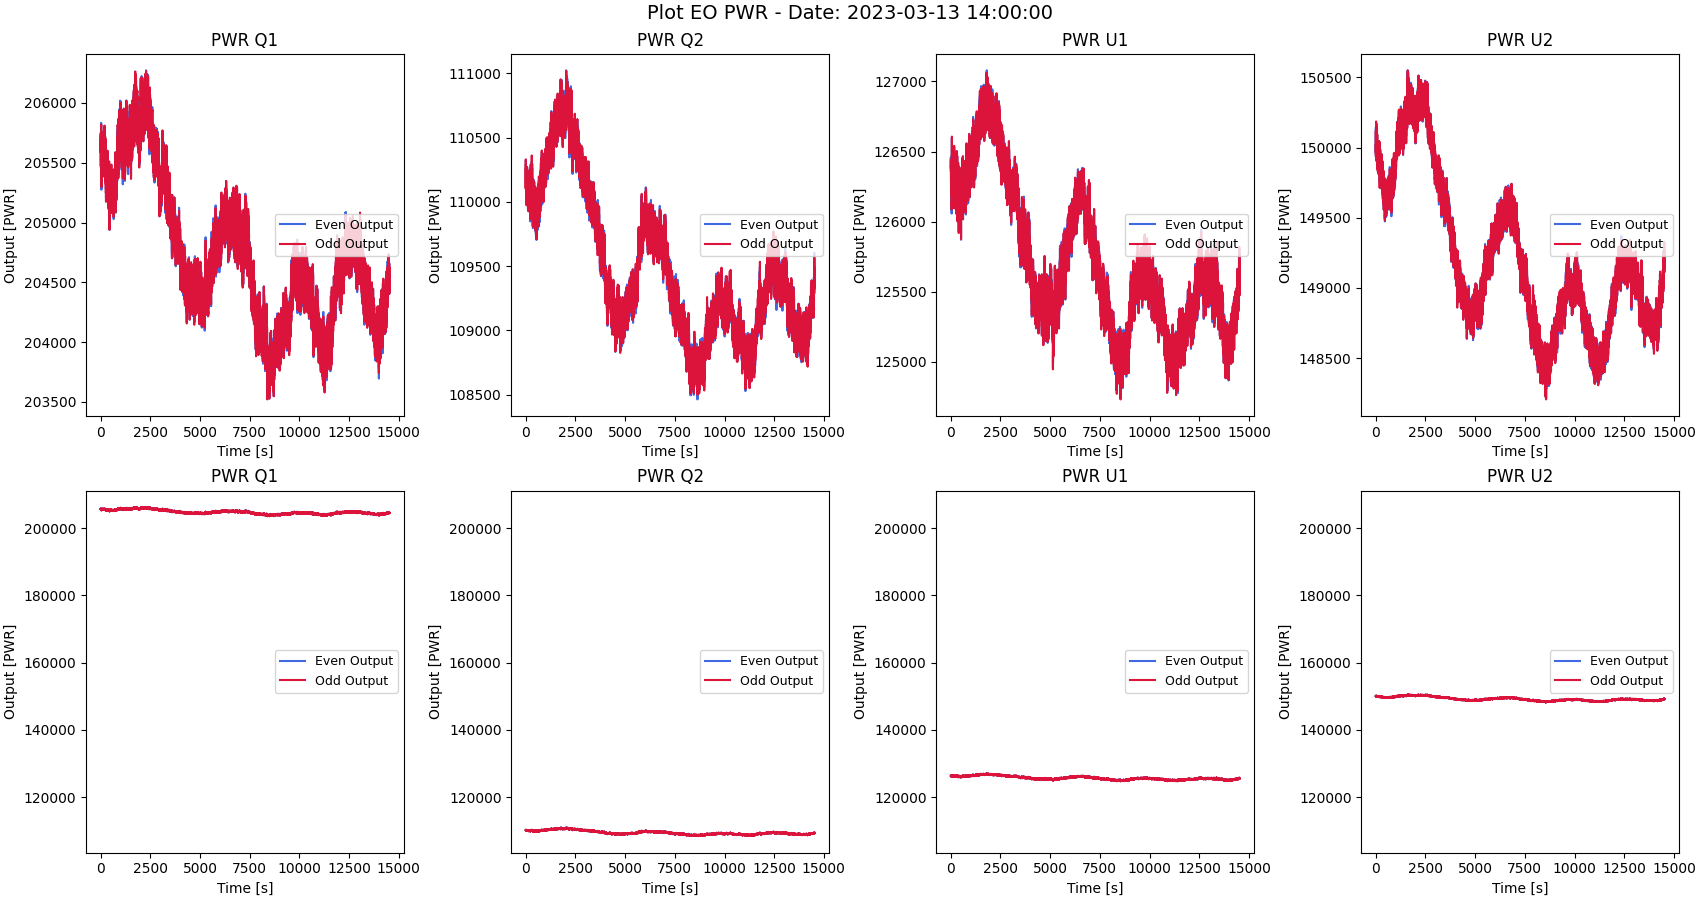 Plot EO PWR - Date: 2023-03-13 14:00:00
PWR Q1
Output [PWR]
206000
205500
205000
204500
204000
203500
Even Output
Odd Output
0 2500 5000 7500 10000 12500 15000
Time [s]
PWR Q2
Output [PWR]
111000
110500
110000
109500
109000
108500
Even Output
Odd Output
0 2500 5000 7500 10000 12500 15000
Time [s]
PWR U1
Output [PWR]
127000
126500
126000
125500
125000
Even Output
Odd Output
0 2500 5000 7500 10000 12500 15000
Time [s]
PWR U2
Output [PWR]
150500
150000
149500
149000
148500
Even Output
Odd Output
0 2500 5000 7500 10000 12500 15000
Time [s]
PWR Q1
Output [PWR]
200000
180000
160000
140000
120000
Even Output
Odd Output
0 2500 5000 7500 10000 12500 15000
Time [s]
PWR Q2
Output [PWR]
200000
180000
160000
140000
120000
Even Output
Odd Output
0 2500 5000 7500 10000 12500 15000
Time [s]
PWR U1
Output [PWR]
200000
180000
160000
140000
120000
Even Output
Odd Output
0 2500 5000 7500 10000 12500 15000
Time [s]
PWR U2
Output [PWR]
200000
180000
160000
140000
120000
Even Output
Odd Output
0 2500 5000 7500 10000 12500 15000
Time [s]